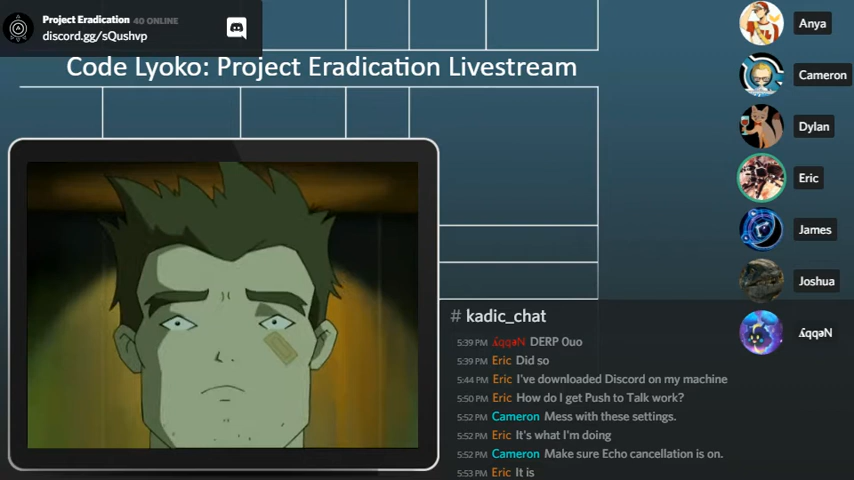 Project Eradication 40 ONLINE
discord.gg/sQushvp
Code Lyoko: Project Eradication Livestream
Anya
Cameron
Dylan
Eric
James
Joshua
ʎqqǝN
# kadic_chat
5:39 PM ʎqqǝN DERP 0uo
5:39 PM Eric Did so
5:44 PM Eric I've downloaded Discord on my machine
5:50 PM Eric How do I get Push to Talk work?
5:52 PM Cameron Mess with these settings.
5:52 PM Eric It's what I'm doing
5:52 PM Cameron Make sure Echo cancellation is on.
5:53 PM Eric It is